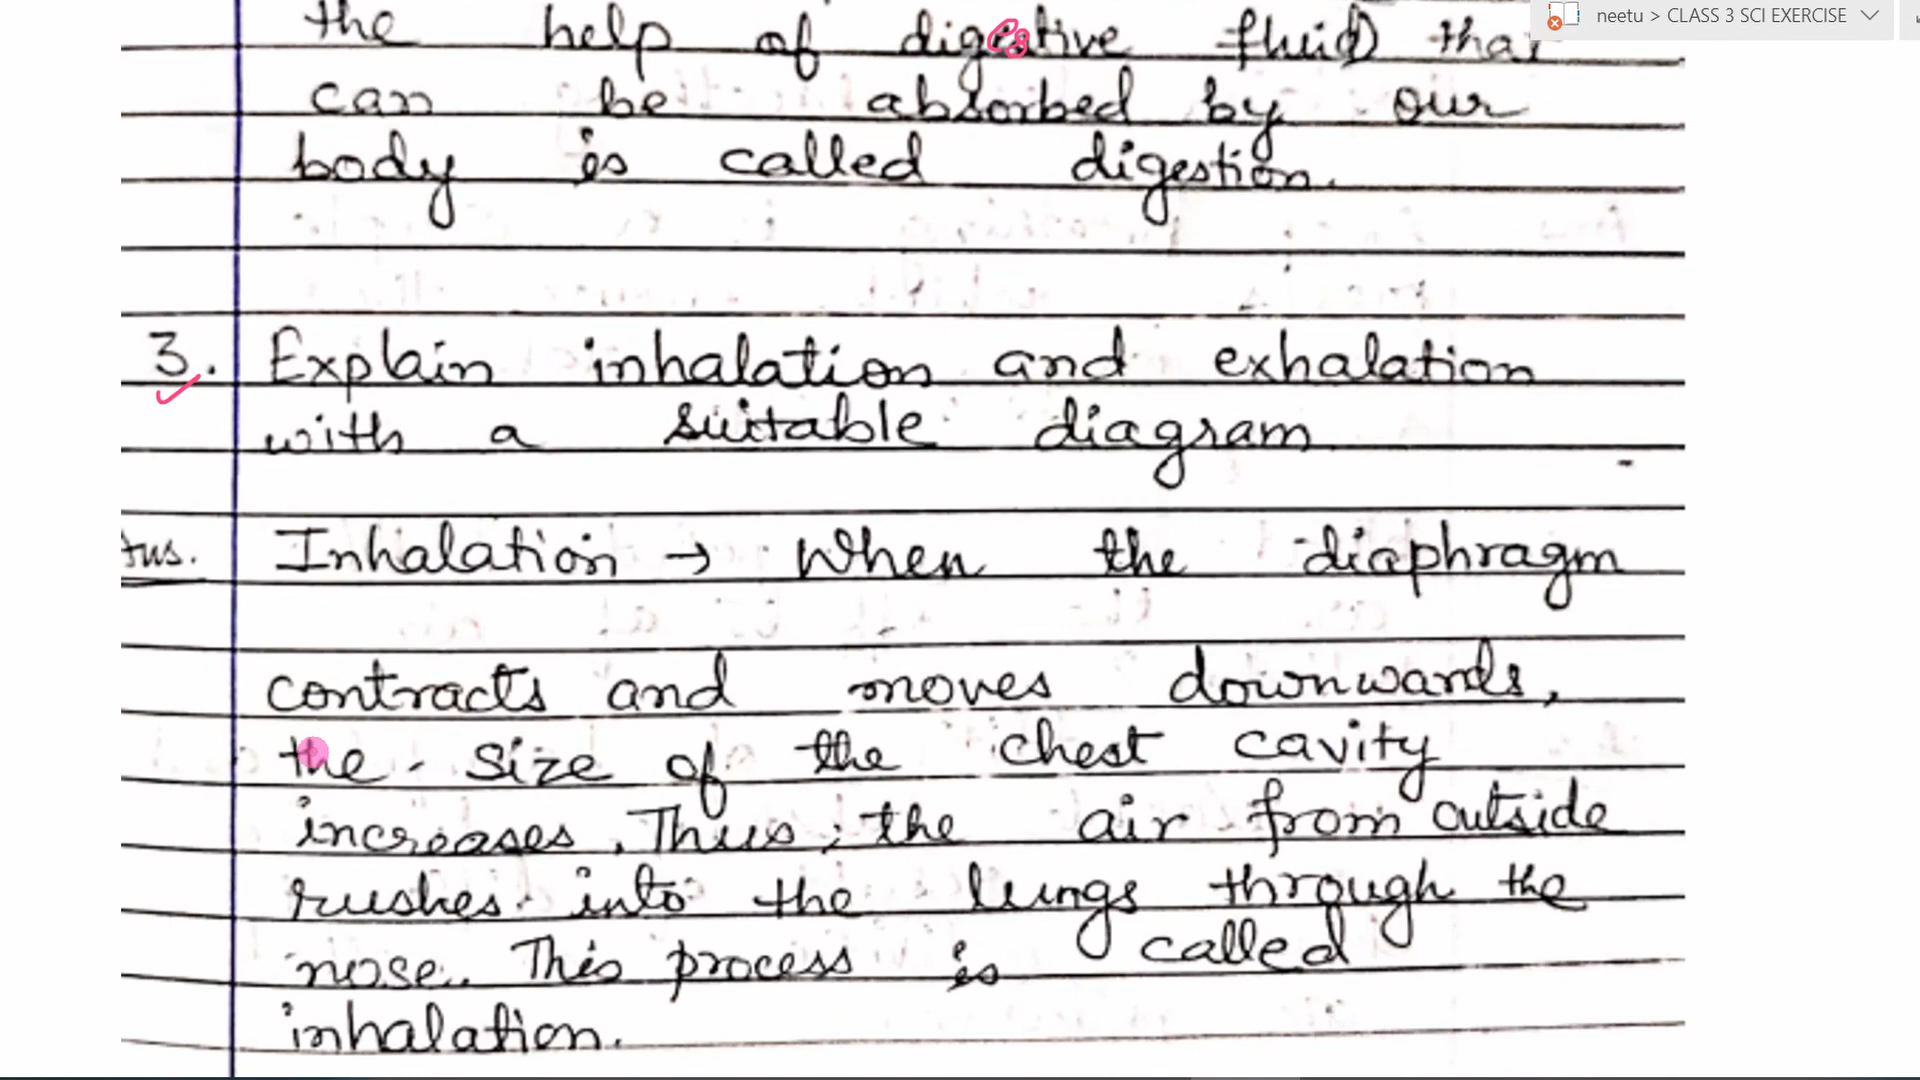 neetu > CLASS 3 SCI EXERCISE
the help of digestive fluid that
can be absorbed by our
body is called digestion.
3. Explain inhalation and exhalation
with a suitable diagram
Ans. Inhalation → When the diaphragm
contracts and moves downwards,
the size of the chest cavity
increases. Thus, the air from outside
rushes into the lungs through the
nose. This process is called
inhalation.